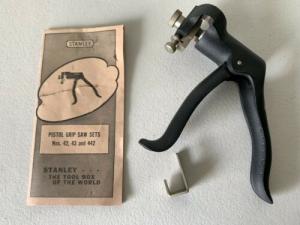 STANLEY
PISTOL GRIP SAW SETS
Nos. 42, 43 and 442
STANLEY ...
THE TOOL BOX
OF THE WORLD